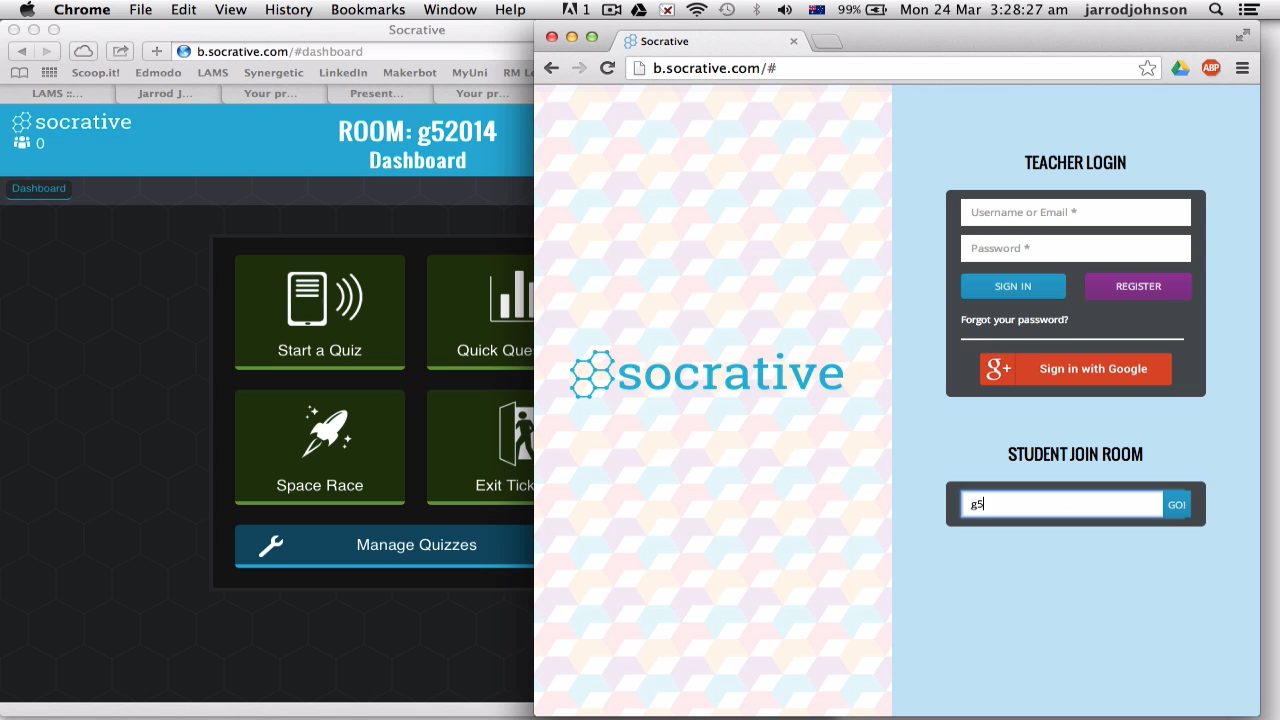 Chrome File Edit View History Bookmarks Window Help
1 99% Mon 24 Mar 3:28:27 am jarrodjohnson
Socrative
b.socrative.com/#dashboard
Scoop.it! Edmodo LAMS Synergetic LinkedIn Makerbot MyUni RM Le
LAMS ::... Jarrod J... Your pr... Present... Your pr...
socrative
0
ROOM: g52014
Dashboard
Dashboard
Start a Quiz
Quick Que
Space Race
Exit Tick
Manage Quizzes
Socrative
b.socrative.com/#
ABP
socrative
TEACHER LOGIN
Username or Email *
Password *
SIGN IN REGISTER
Forgot your password?
g+ Sign in with Google
STUDENT JOIN ROOM
g5 GO!